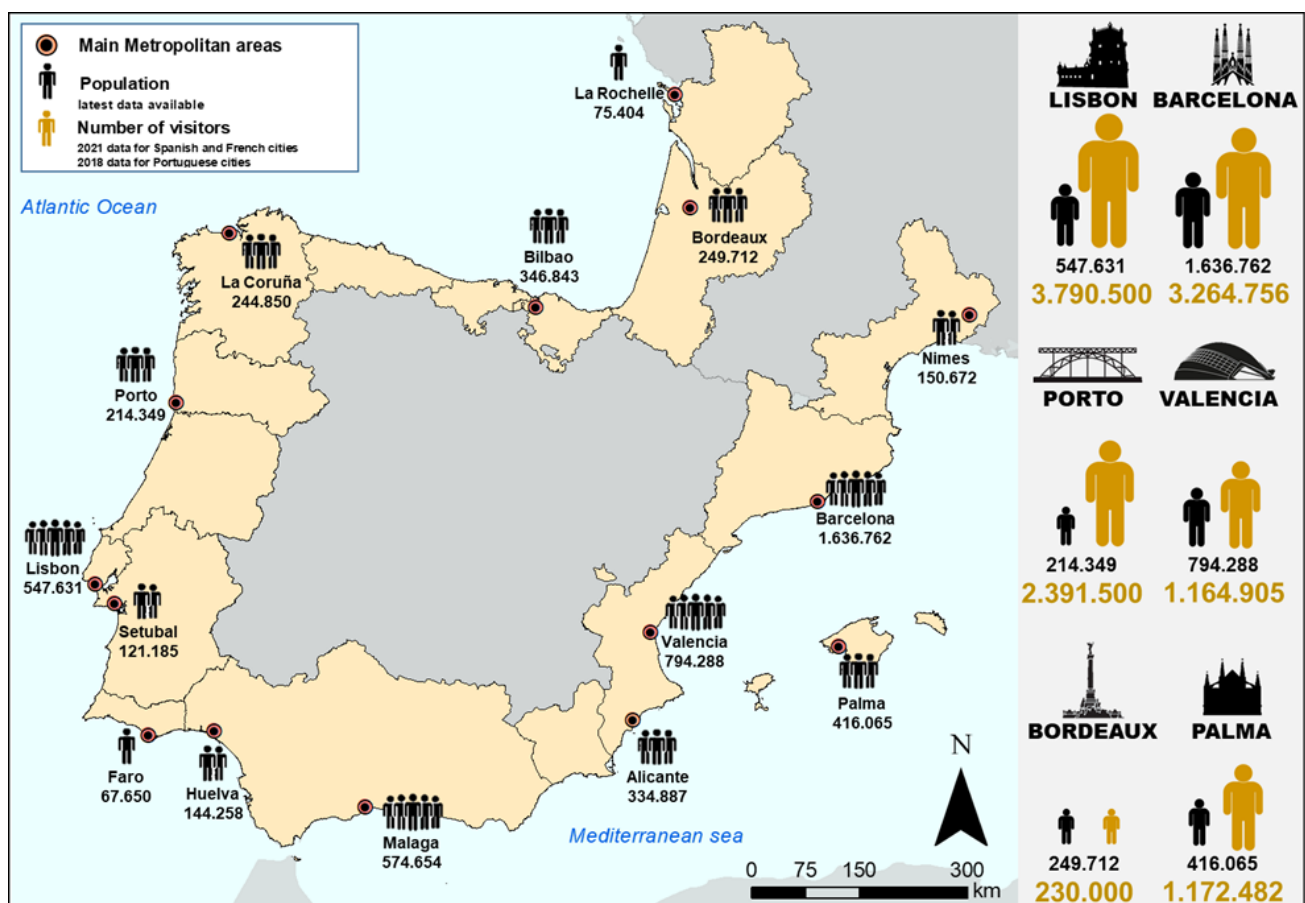 Main Metropolitan areas
Population
latest data available
Number of visitors
2021 data for Spanish and French cities
2018 data for Portuguese cities
Atlantic Ocean
La Rochelle
75.404
Bordeaux
249.712
Bilbao
346.843
La Coruña
244.850
Nimes
150.672
Porto
214.349
Barcelona
1.636.762
Lisbon
547.631
Setubal
121.185
Valencia
794.288
Palma
416.065
Faro
67.650
Huelva
144.258
Alicante
334.887
Malaga
574.654
Mediterranean sea
N
0 75 150 300
km
LISBON BARCELONA
547.631 1.636.762
3.790.500 3.264.756
PORTO VALENCIA
214.349 794.288
2.391.500 1.164.905
BORDEAUX PALMA
249.712 416.065
230.000 1.172.482